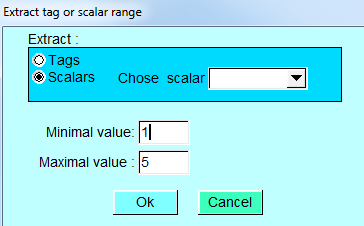 Extract tag or scalar range
Extract :
Tags
Scalars Chose scalar
Minimal value: 1
Maximal value : 5
Ok Cancel